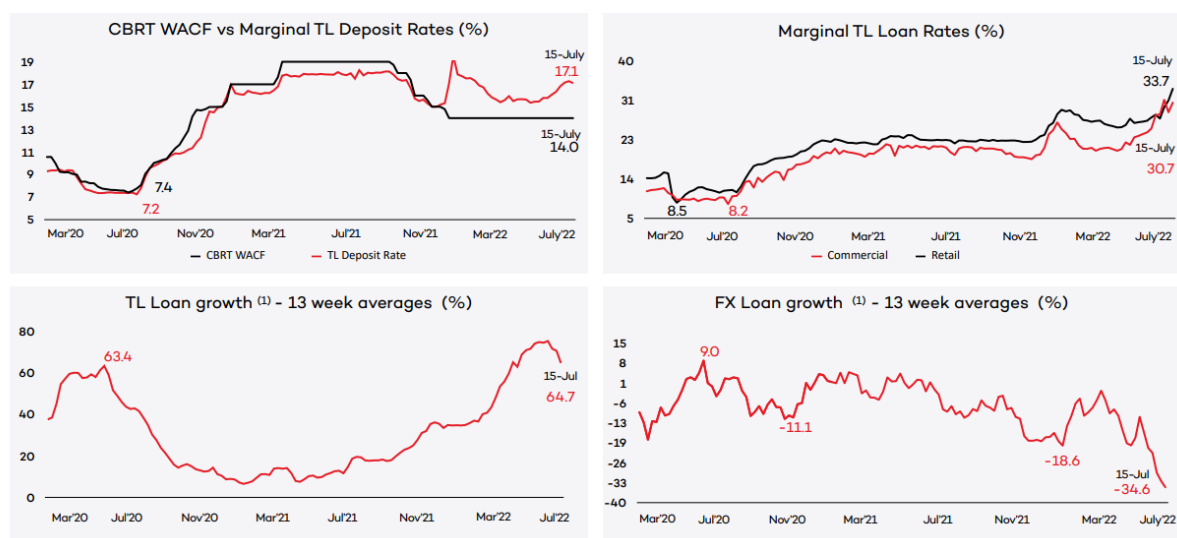 CBRT WACF vs Marginal TL Deposit Rates (%)
19
17
15
13
11
9
7
5
15-July
17.1
15-July
14.0
7.4
7.2
Mar'20 Jul'20 Nov'20 Mar'21 Jul'21 Nov'21 Mar'22 July'22
CBRT WACF TL Deposit Rate
Marginal TL Loan Rates (%)
40
31
23
14
5
15-July
33.7
15-July
30.7
8.5
8.2
Mar'20 Jul'20 Nov'20 Mar'21 Jul'21 Nov'21 Mar'22 July'22
Commercial Retail
TL Loan growth (1) - 13 week averages (%)
80
60
40
20
0
63.4
15-Jul
64.7
Mar'20 Jul'20 Nov'20 Mar'21 Jul'21 Nov'21 Mar'22 Jul'22
FX Loan growth (1) - 13 week averages (%)
15
8
1
-6
-13
-19
-26
-33
-40
9.0
-11.1
-18.6
15-Jul
-34.6
Mar'20 Jul'20 Nov'20 Mar'21 Jul'21 Nov'21 Mar'22 July'22